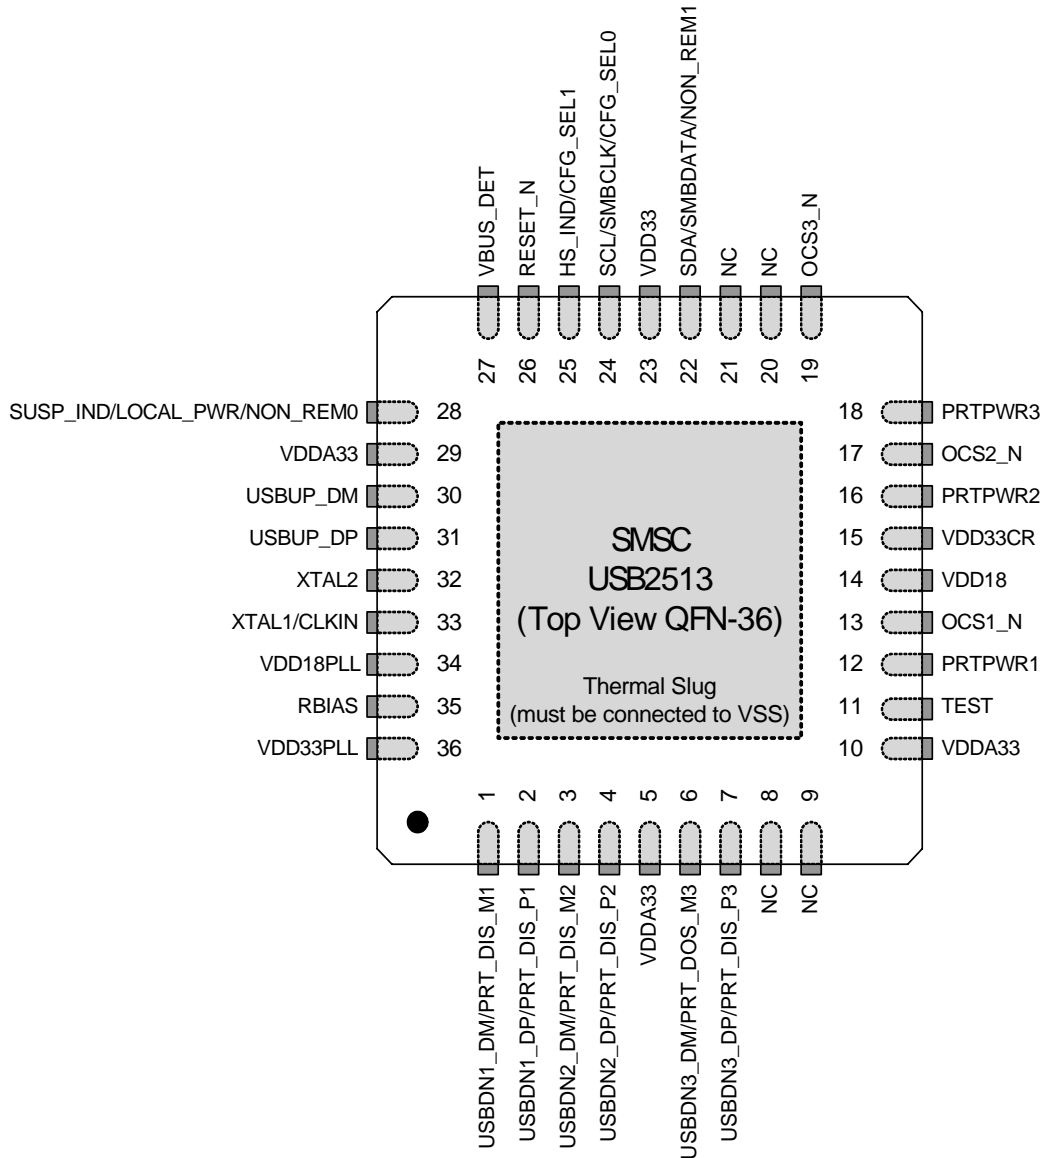 VBUS_DET
RESET_N
HS_IND/CFG_SEL1
SCL/SMBCLK/CFG_SEL0
VDD33
SDA/SMBDATA/NON_REM1
NC
NC
OCS3_N
27
26
25
24
23
22
21
20
19
SUSP_IND/LOCAL_PWR/NON_REM0 28
VDDA33 29
USBUP_DM 30
USBUP_DP 31
XTAL2 32
XTAL1/CLKIN 33
VDD18PLL 34
RBIAS 35
VDD33PLL 36
SMSC
USB2513
(Top View QFN-36)
Thermal Slug
(must be connected to VSS)
18 PRTPWR3
17 OCS2_N
16 PRTPWR2
15 VDD33CR
14 VDD18
13 OCS1_N
12 PRTPWR1
11 TEST
10 VDDA33
1
2
3
4
5
6
7
8
9
USBDN1_DM/PRT_DIS_M1
USBDN1_DP/PRT_DIS_P1
USBDN2_DM/PRT_DIS_M2
USBDN2_DP/PRT_DIS_P2
VDDA33
USBDN3_DM/PRT_DOS_M3
USBDN3_DP/PRT_DIS_P3
NC
NC